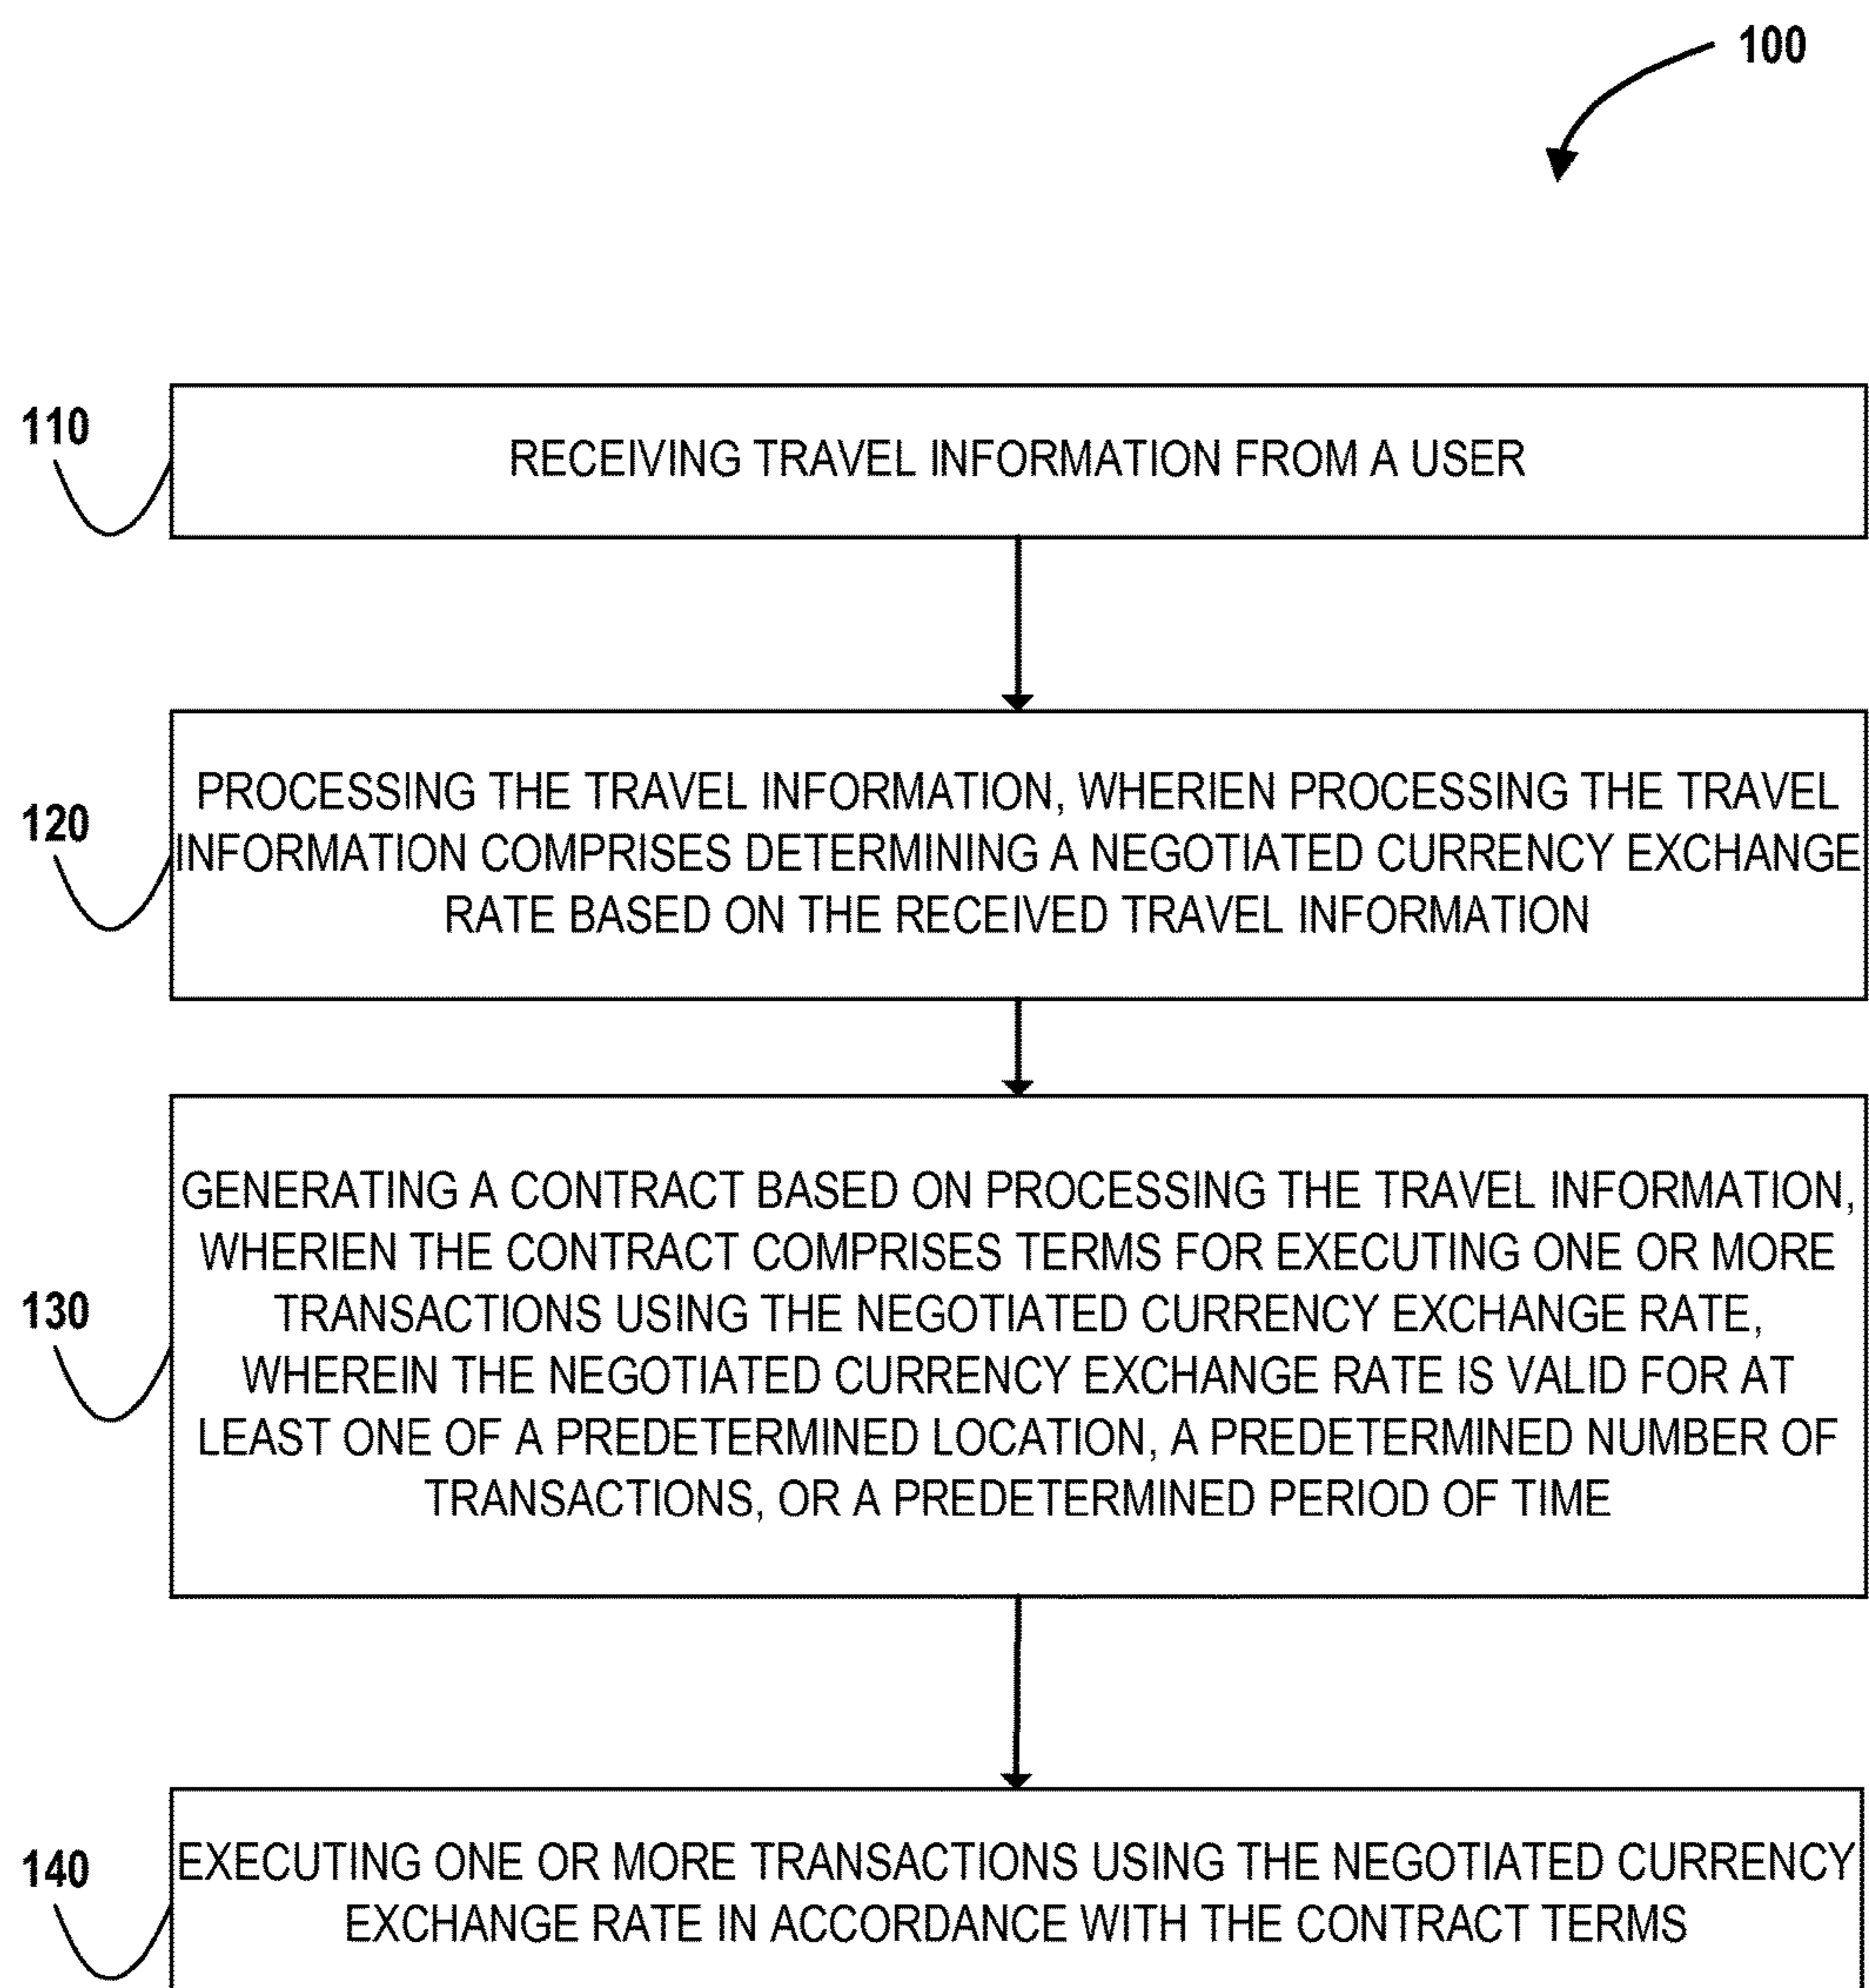 100
110
RECEIVING TRAVEL INFORMATION FROM A USER
120
PROCESSING THE TRAVEL INFORMATION, WHERIEN PROCESSING THE TRAVEL
INFORMATION COMPRISES DETERMINING A NEGOTIATED CURRENCY EXCHANGE
RATE BASED ON THE RECEIVED TRAVEL INFORMATION
130
GENERATING A CONTRACT BASED ON PROCESSING THE TRAVEL INFORMATION,
WHERIEN THE CONTRACT COMPRISES TERMS FOR EXECUTING ONE OR MORE
TRANSACTIONS USING THE NEGOTIATED CURRENCY EXCHANGE RATE,
WHEREIN THE NEGOTIATED CURRENCY EXCHANGE RATE IS VALID FOR AT
LEAST ONE OF A PREDETERMINED LOCATION, A PREDETERMINED NUMBER OF
TRANSACTIONS, OR A PREDETERMINED PERIOD OF TIME
140
EXECUTING ONE OR MORE TRANSACTIONS USING THE NEGOTIATED CURRENCY
EXCHANGE RATE IN ACCORDANCE WITH THE CONTRACT TERMS